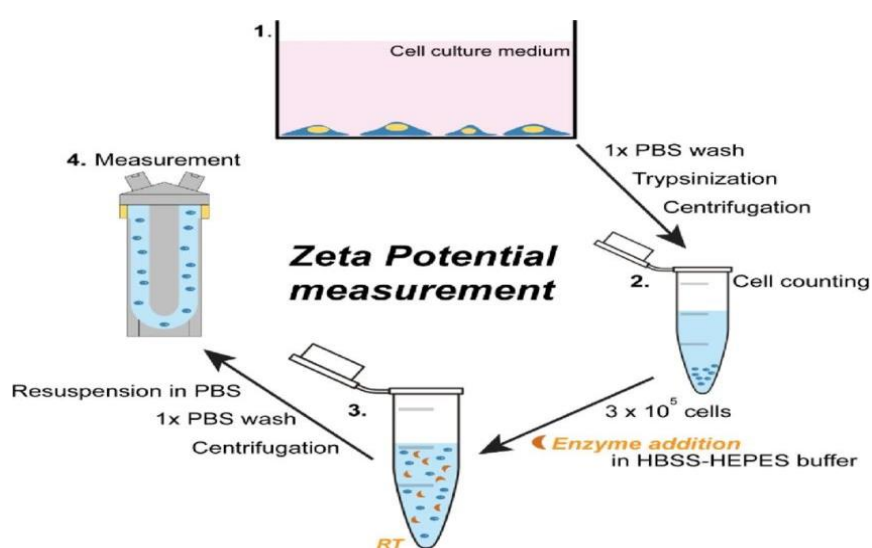 1.
Cell culture medium
1x PBS wash
Trypsinization
Centrifugation
2.
Cell counting
3 x 10⁵ cells
Enzyme addition
in HBSS-HEPES buffer
3.
RT
Resuspension in PBS
1x PBS wash
Centrifugation
4. Measurement
Zeta Potential
measurement